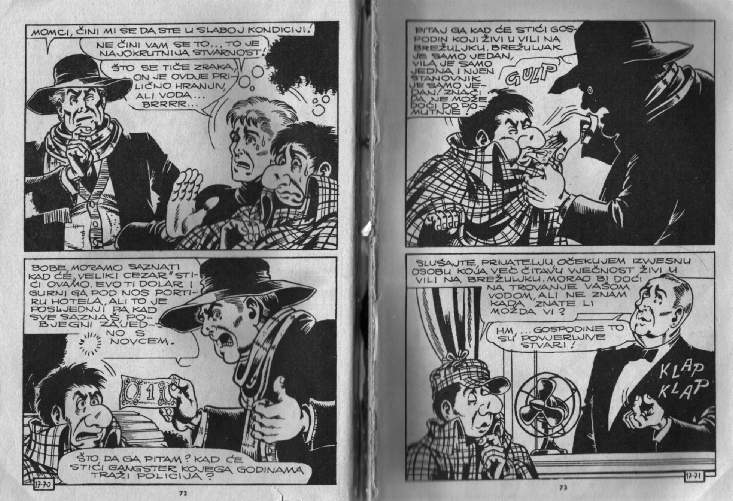 MOMCI, ČINI MI SE DA STE U SLABOJ KONDICIJI!
NE ČINI VAM SE TO... TO JE
NAJOKRUTNIJA STVARNOST!
ŠTO SE TIČE ZRAKA,
ON JE OVDJE PRI-
LIČNO HRANJIV,
ALI VODA...
BRRRR...
BOBE, MORAMO SAZNATI
KAD ĆE „VELIKI CEZAR" STI-
ĆI OVAMO. EVO TI DOLAR I
GURNI GA POD NOS PORTI-
RU HOTELA, ALI TO JE
POSLJEDNJI PA KAD
SVE SAZNAŠ, PO-
BJEGNI ZAJED-
NO S
NOVCEM.
1
ŠTO DA GA PITAM? KAD ĆE
STIĆI GANGSTER KOJEGA GODINAMA
TRAŽI POLICIJA?
17-70
72
PITAJ GA KAD ĆE STIĆI GOS-
PODIN KOJI ŽIVI U VILI NA
BREŽULJKU. BREŽULJAK
JE SAMO JEDAN,
VILA JE SAMO
JEDNA I NJEN
STANOVNIK
JE SAMO JE-
DAN. ZNAČI
DA NE MOŽE
DOĆI DO PO-
MUTNJE?
GULP
SLUŠAJTE, PRIJATELJU, OČEKUJEM IZVJESNU
OSOBU KOJA VEĆ ČITAVU VJEČNOST ŽIVI U
VILI NA BREŽULJKU. MORAO BI DOĆI
NA TROVANJE VAŠOM
VODOM, ALI NE ZNAM
KADA. ZNATE LI
MOŽDA VI?
HM... GOSPODINE TO
SU POVJERLJIVE
STVARI!
KLAP
KLAP
17-71
73